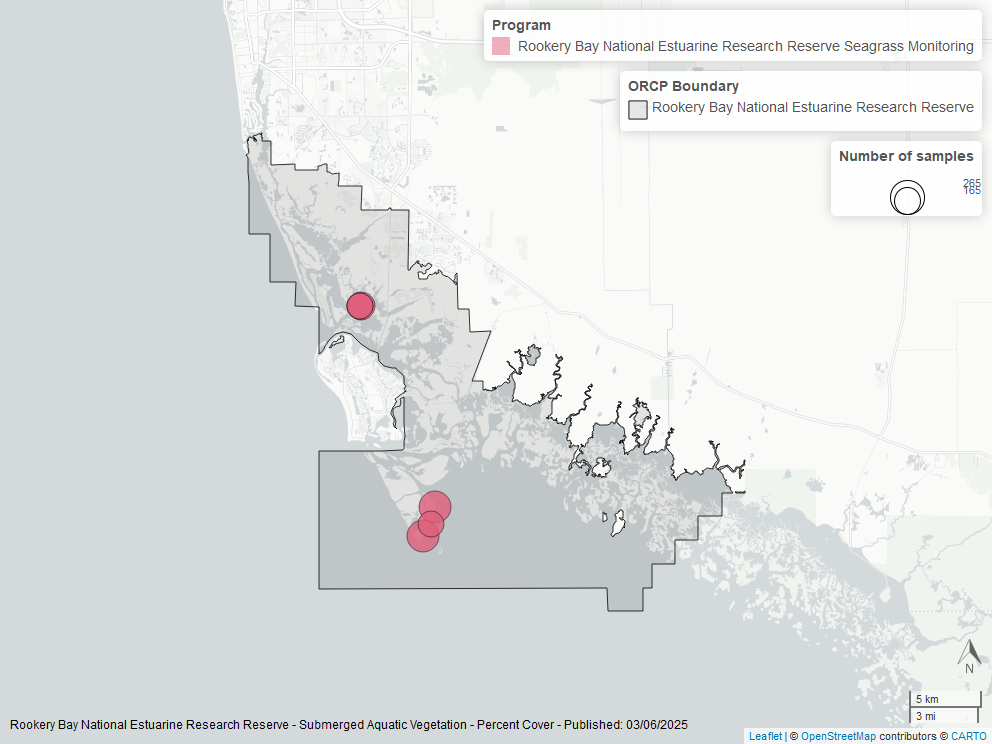 Program
Rookery Bay National Estuarine Research Reserve Seagrass Monitoring
ORCP Boundary
Rookery Bay National Estuarine Research Reserve
Number of samples
265
165
N
5 km
3 mi
Rookery Bay National Estuarine Research Reserve - Submerged Aquatic Vegetation - Percent Cover - Published: 03/06/2025
Leaflet | © OpenStreetMap contributors © CARTO